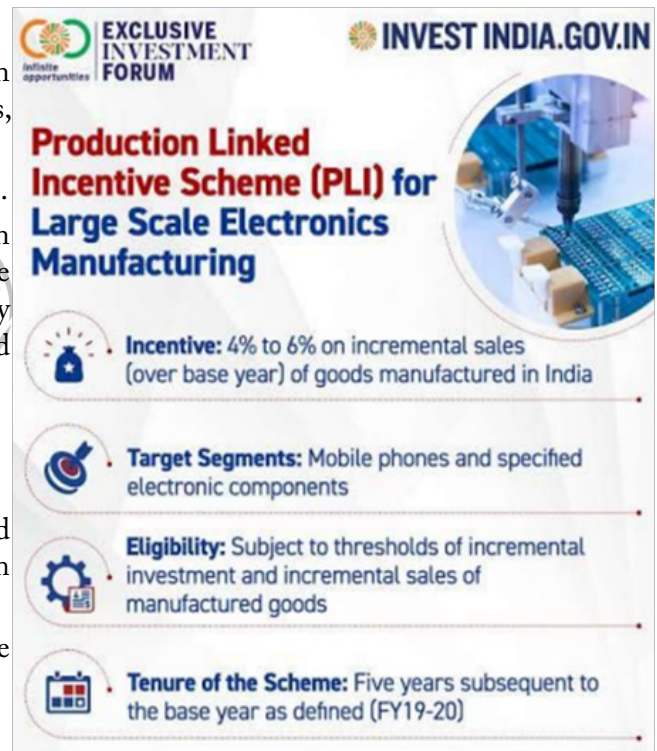 EXCLUSIVE
INVESTMENT
FORUM
Infinite
opportunities
INVEST INDIA.GOV.IN
Production Linked
Incentive Scheme (PLI) for
Large Scale Electronics
Manufacturing
Incentive: 4% to 6% on incremental sales
(over base year) of goods manufactured in India
Target Segments: Mobile phones and specified
electronic components
Eligibility: Subject to thresholds of incremental
investment and incremental sales of
manufactured goods
Tenure of the Scheme: Five years subsequent to
the base year as defined (FY19-20)